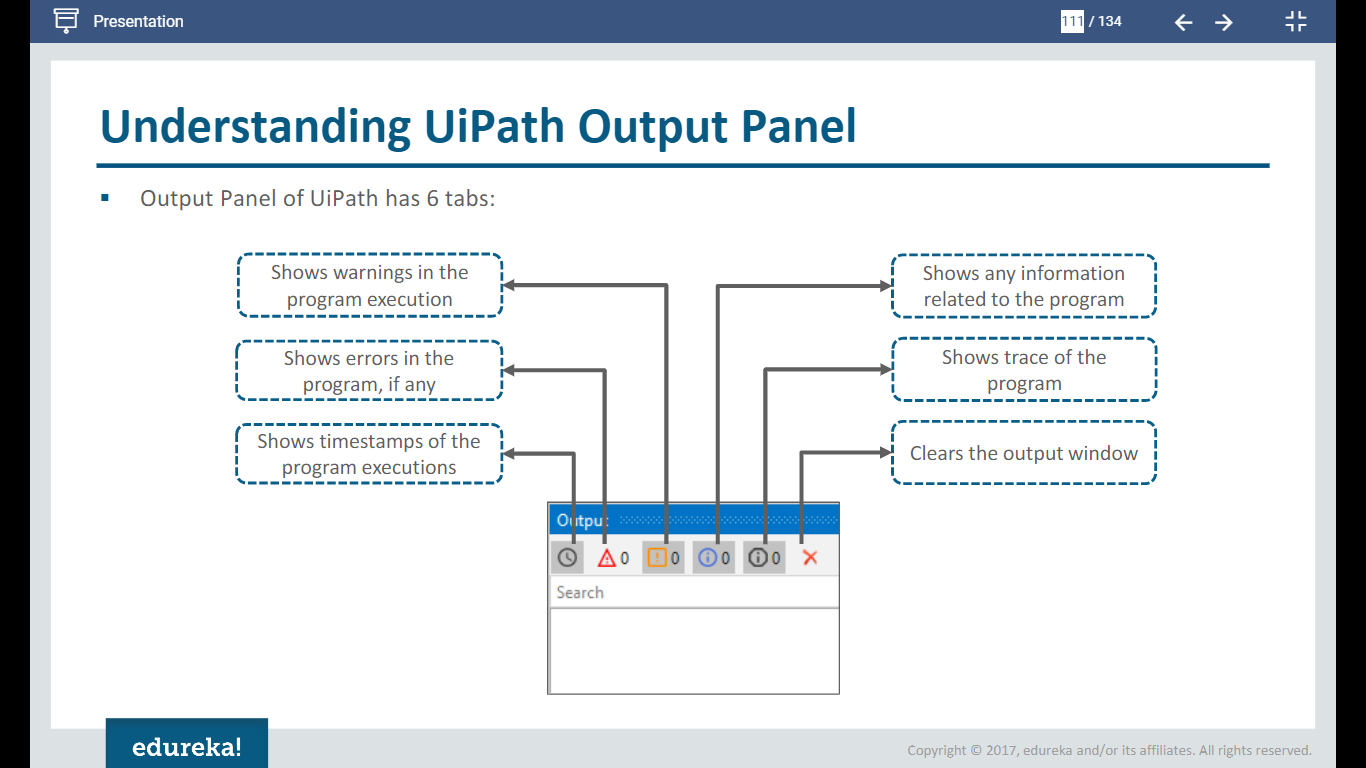 Presentation
111 / 134
Understanding UiPath Output Panel
▪ Output Panel of UiPath has 6 tabs:
Shows warnings in the
program execution
Shows errors in the
program, if any
Shows timestamps of the
program executions
Shows any information
related to the program
Shows trace of the
program
Clears the output window
Output
0 0 0 0
Search
edureka!
Copyright © 2017, edureka and/or its affiliates. All rights reserved.